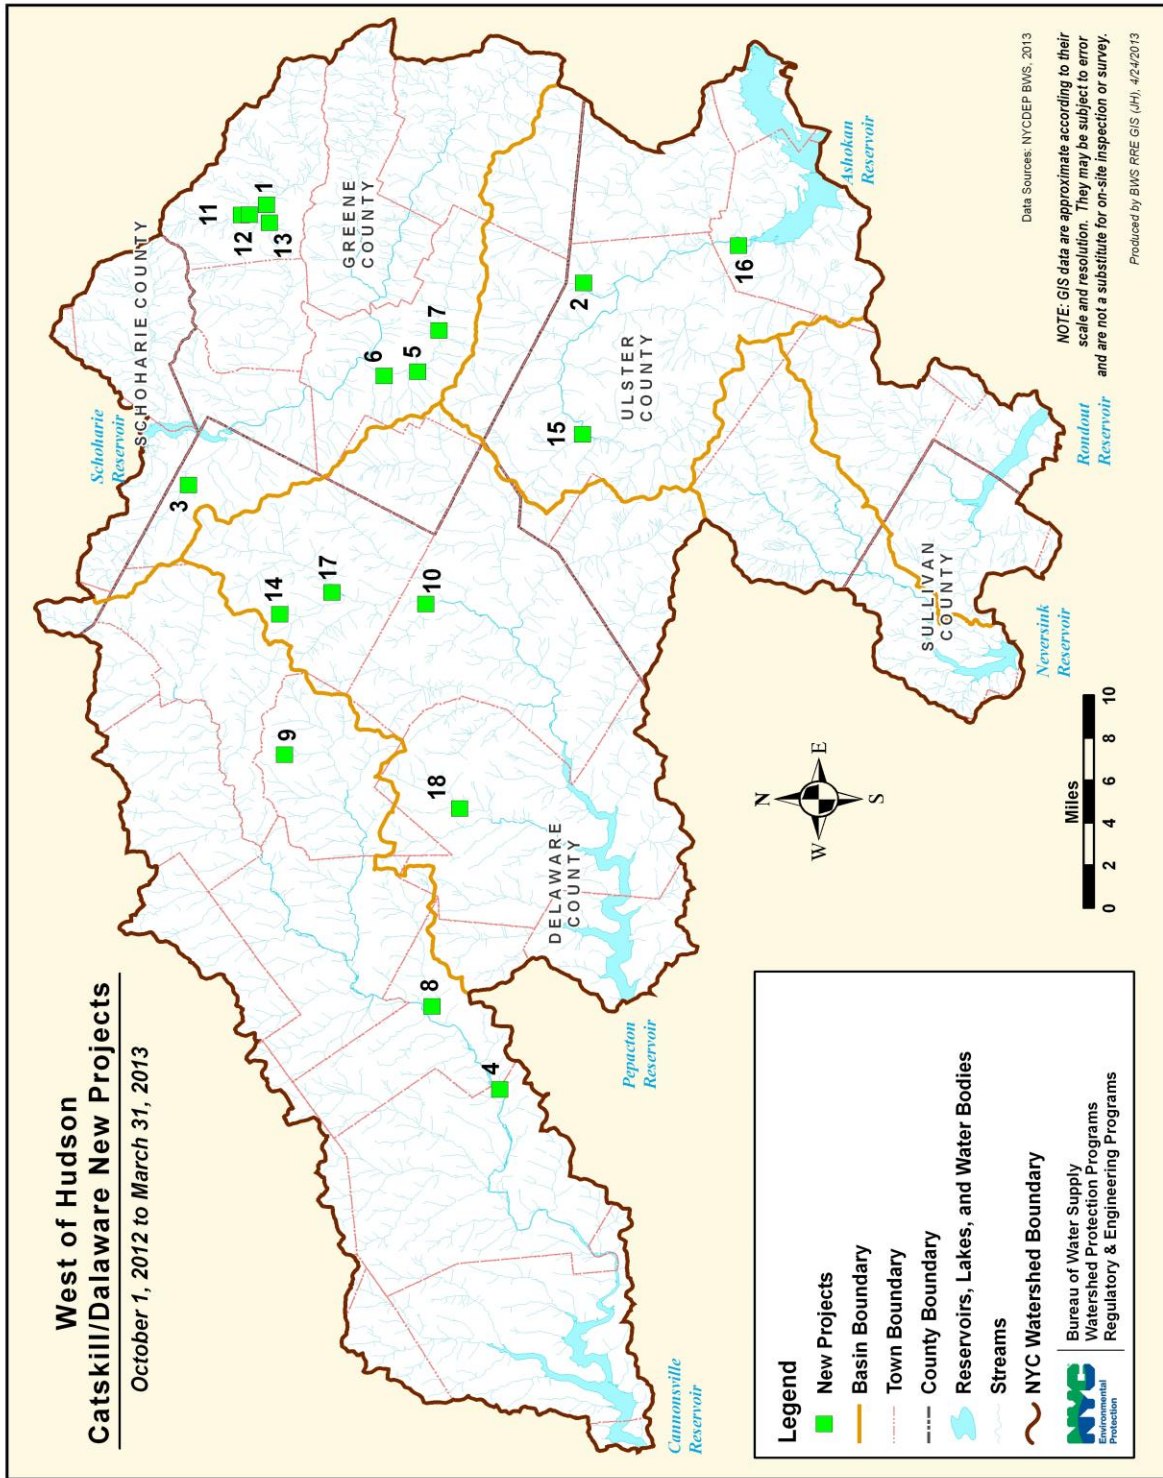 West of Hudson
Catskill/Dalaware New Projects
October 1, 2012 to March 31, 2013
SCHOHARIE COUNTY
Schoharie
Reservoir
3
11
12
1
13
GREENE
COUNTY
6
5
7
14
17
10
9
18
8
4
2
15
ULSTER
COUNTY
16
Ashokan
Reservoir
DELAWARE
COUNTY
Pepacton
Reservoir
Cannonsville
Reservoir
SULLIVAN
COUNTY
Neversink
Reservoir
Rondout
Reservoir
N
W
E
S
Miles
0 2 4 6 8 10
Legend
New Projects
Basin Boundary
Town Boundary
County Boundary
Reservoirs, Lakes, and Water Bodies
Streams
NYC Watershed Boundary
NYC
Environmental
Protection
Bureau of Water Supply
Watershed Protection Programs
Regulatory & Engineering Programs
Data Sources: NYCDEP BWS, 2013
NOTE: GIS data are approximate according to their
scale and resolution. They may be subject to error
and are not a substitute for on-site inspection or survey.
Produced by BWS RRE GIS (JH), 4/24/2013